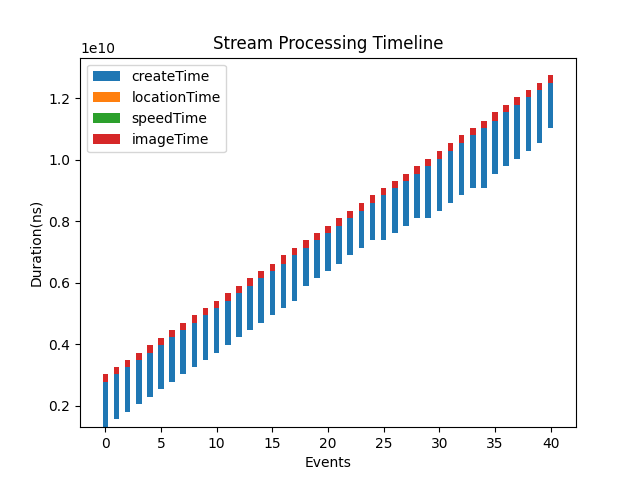 Stream Processing Timeline
1e10
createTime
locationTime
speedTime
imageTime
Duration(ns)
1.2
1.0
0.8
0.6
0.4
0.2
0 5 10 15 20 25 30 35 40
Events